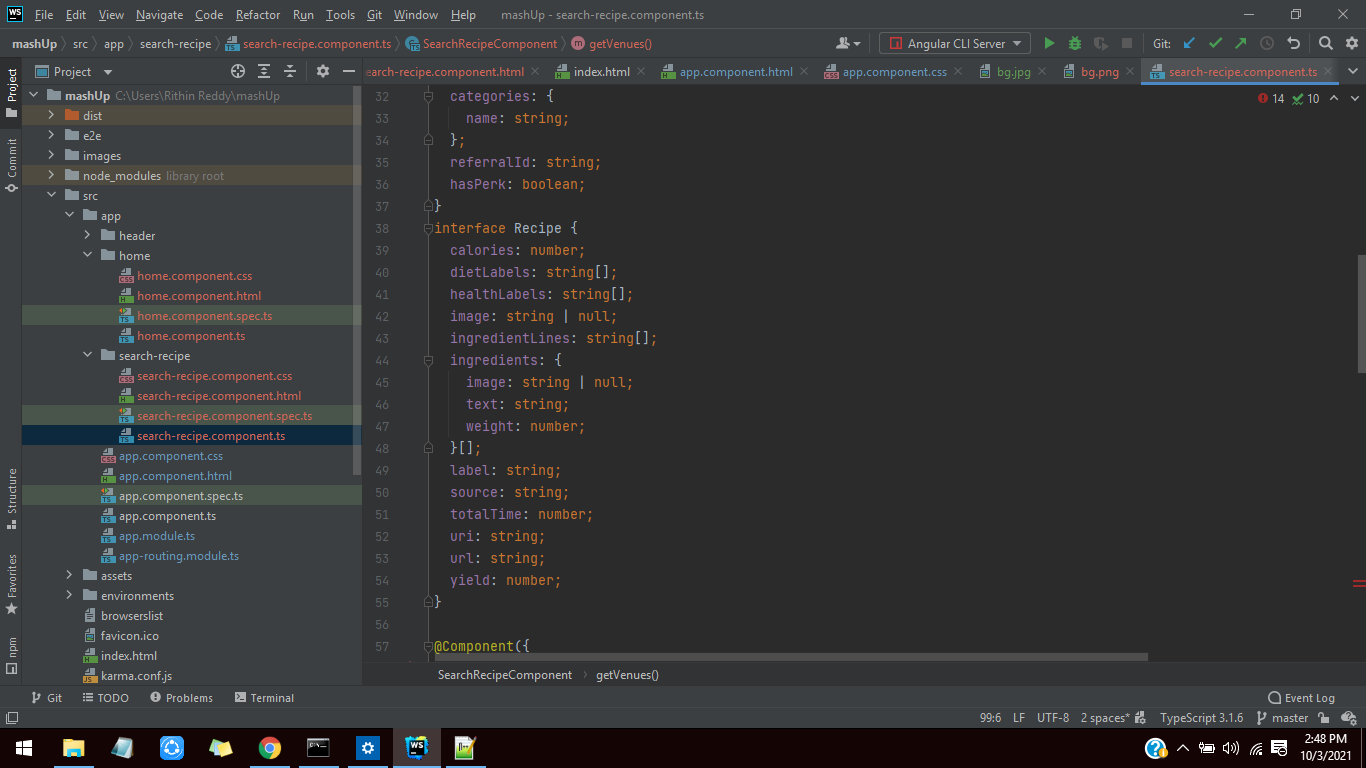 WS File Edit View Navigate Code Refactor Run Tools Git Window Help mashUp - search-recipe.component.ts
mashUp src app search-recipe search-recipe.component.ts SearchRecipeComponent m getVenues() Angular CLI Server Git:
Project
earch-recipe.component.html index.html app.component.html app.component.css bg.jpg bg.png search-recipe.component.ts
Project
Commit
Structure
Favorites
npm
mashUp C:\Users\Rithin Reddy\mashUp
dist
e2e
images
node_modules library root
src
app
header
home
home.component.css
home.component.html
home.component.spec.ts
home.component.ts
search-recipe
search-recipe.component.css
search-recipe.component.html
search-recipe.component.spec.ts
search-recipe.component.ts
app.component.css
app.component.html
app.component.spec.ts
app.component.ts
app.module.ts
app-routing.module.ts
assets
environments
browserslist
favicon.ico
index.html
karma.conf.js
14 10
32 categories: {
33 name: string;
34 };
35 referralId: string;
36 hasPerk: boolean;
37 }
38 interface Recipe {
39 calories: number;
40 dietLabels: string[];
41 healthLabels: string[];
42 image: string | null;
43 ingredientLines: string[];
44 ingredients: {
45 image: string | null;
46 text: string;
47 weight: number;
48 }[];
49 label: string;
50 source: string;
51 totalTime: number;
52 uri: string;
53 url: string;
54 yield: number;
55 }
56
57 @Component({
SearchRecipeComponent getVenues()
Git TODO Problems Terminal Event Log
99:6 LF UTF-8 2 spaces* TypeScript 3.1.6 master
WS
2:48 PM
10/3/2021